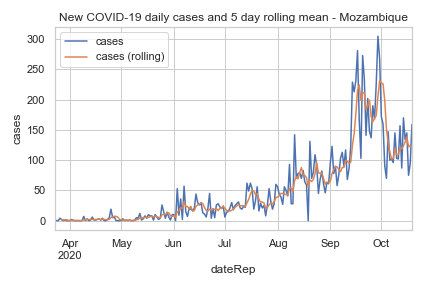 New COVID-19 daily cases and 5 day rolling mean - Mozambique
cases
cases (rolling)
300
250
200
150
100
50
0
cases
Apr May Jun Jul Aug Sep Oct
2020
dateRep